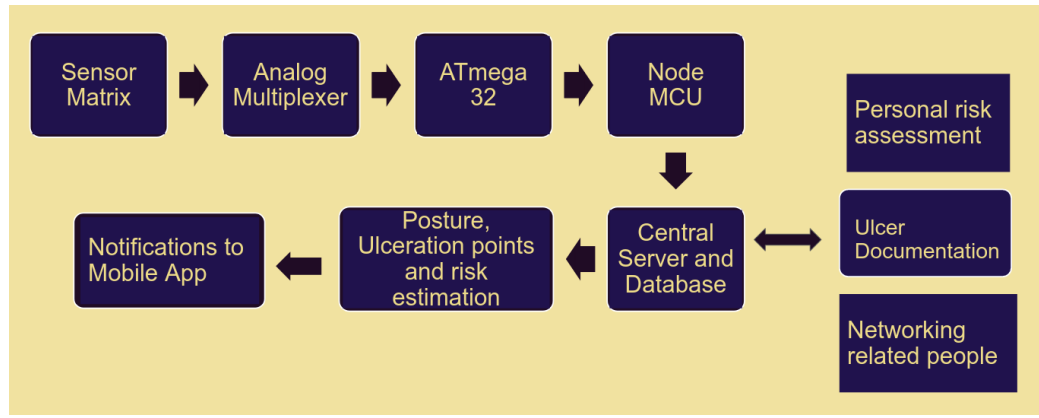 Sensor
Matrix
Analog
Multiplexer
ATmega
32
Node
MCU
Personal risk
assessment
Notifications to
Mobile App
Posture,
Ulceration points
and risk
estimation
Central
Server and
Database
Ulcer
Documentation
Networking
related people